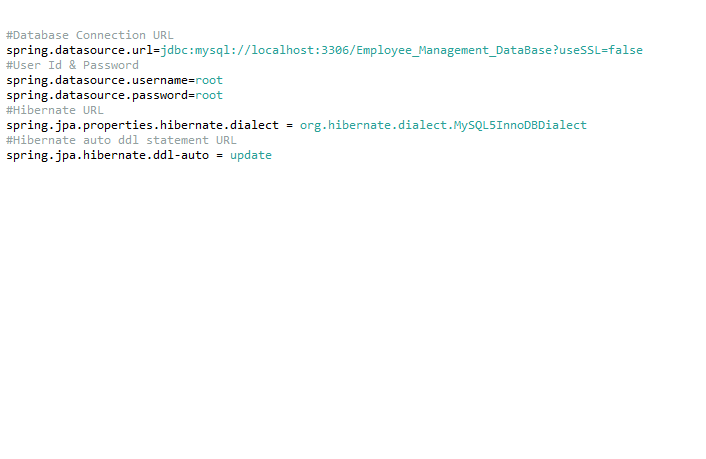 #Database Connection URL
spring.datasource.url=jdbc:mysql://localhost:3306/Employee_Management_DataBase?useSSL=false
#User Id & Password
spring.datasource.username=root
spring.datasource.password=root
#Hibernate URL
spring.jpa.properties.hibernate.dialect = org.hibernate.dialect.MySQL5InnoDBDialect
#Hibernate auto ddl statement URL
spring.jpa.hibernate.ddl-auto = update